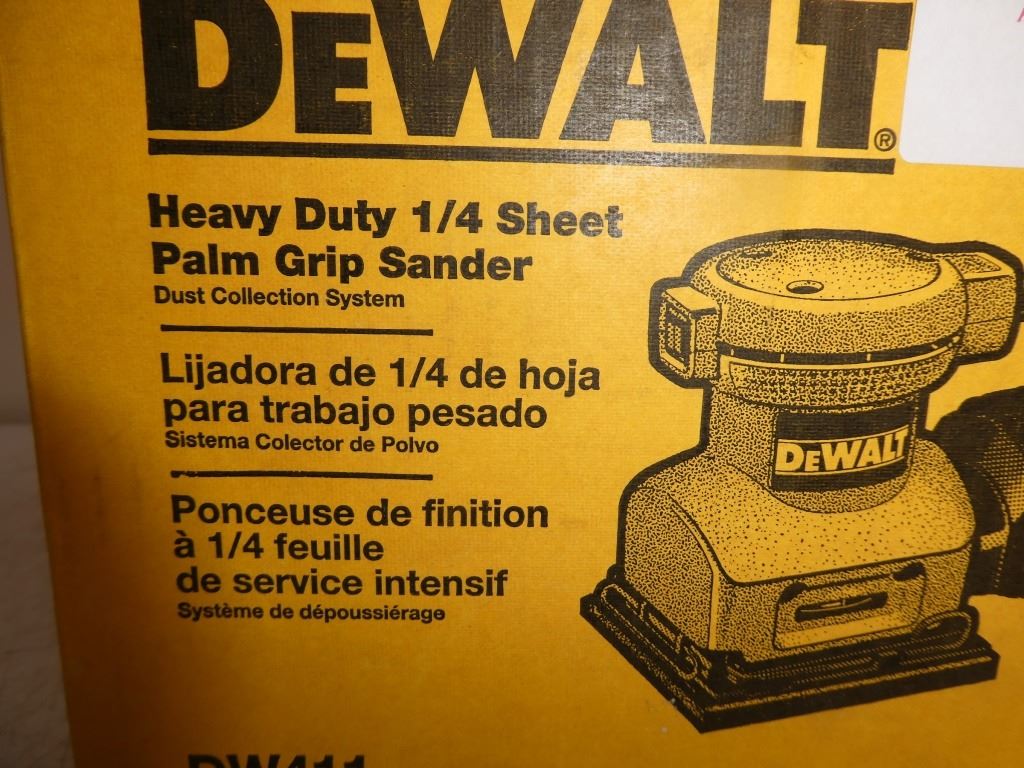 DEWALT®
Heavy Duty 1/4 Sheet
Palm Grip Sander
Dust Collection System
Lijadora de 1/4 de hoja
para trabajo pesado
Sistema Colector de Polvo
Ponceuse de finition
à 1/4 feuille
de service intensif
Système de dépoussiérage
DEWALT
DW411